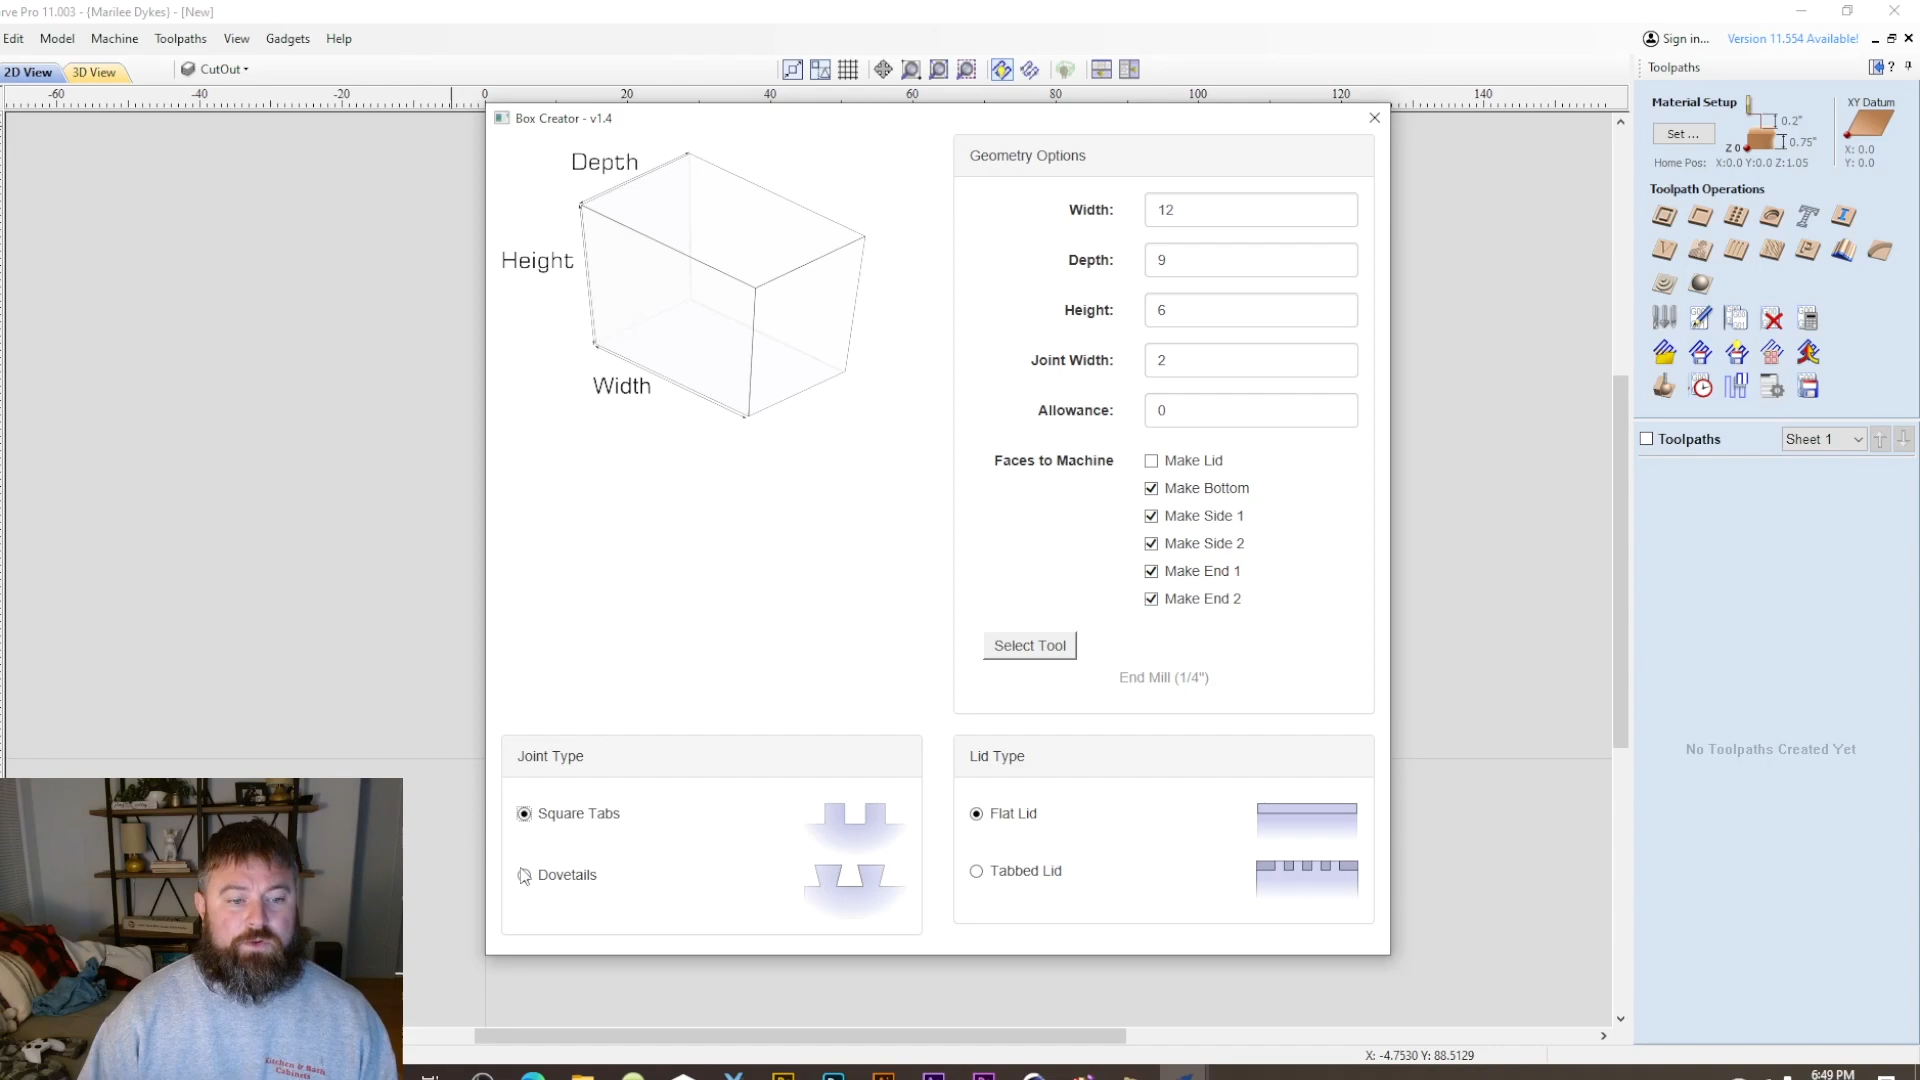 rve Pro 11.003 - {Marilee Dykes} - [New]
Edit Model Machine Toolpaths View Gadgets Help
Sign in... Version 11.554 Available!
2D View 3D View CutOut
Toolpaths
-60 -40 -20 0 20 40 60 80 100 120 140
Box Creator - v1.4
Depth
Height
Width
Geometry Options
Width: 12
Depth: 9
Height: 6
Joint Width: 2
Allowance: 0
Faces to Machine
Make Lid
Make Bottom
Make Side 1
Make Side 2
Make End 1
Make End 2
Select Tool
End Mill (1/4")
Joint Type
Square Tabs
Dovetails
Lid Type
Flat Lid
Tabbed Lid
Material Setup
Set ...
0.2"
0.75"
Z 0
XY Datum
X: 0.0
Y: 0.0
Home Pos: X:0.0 Y:0.0 Z:1.05
Toolpath Operations
Toolpaths Sheet 1
No Toolpaths Created Yet
Kitchen & Bath
Cabinets
X: -4.7530 Y: 88.5129
6:49 PM